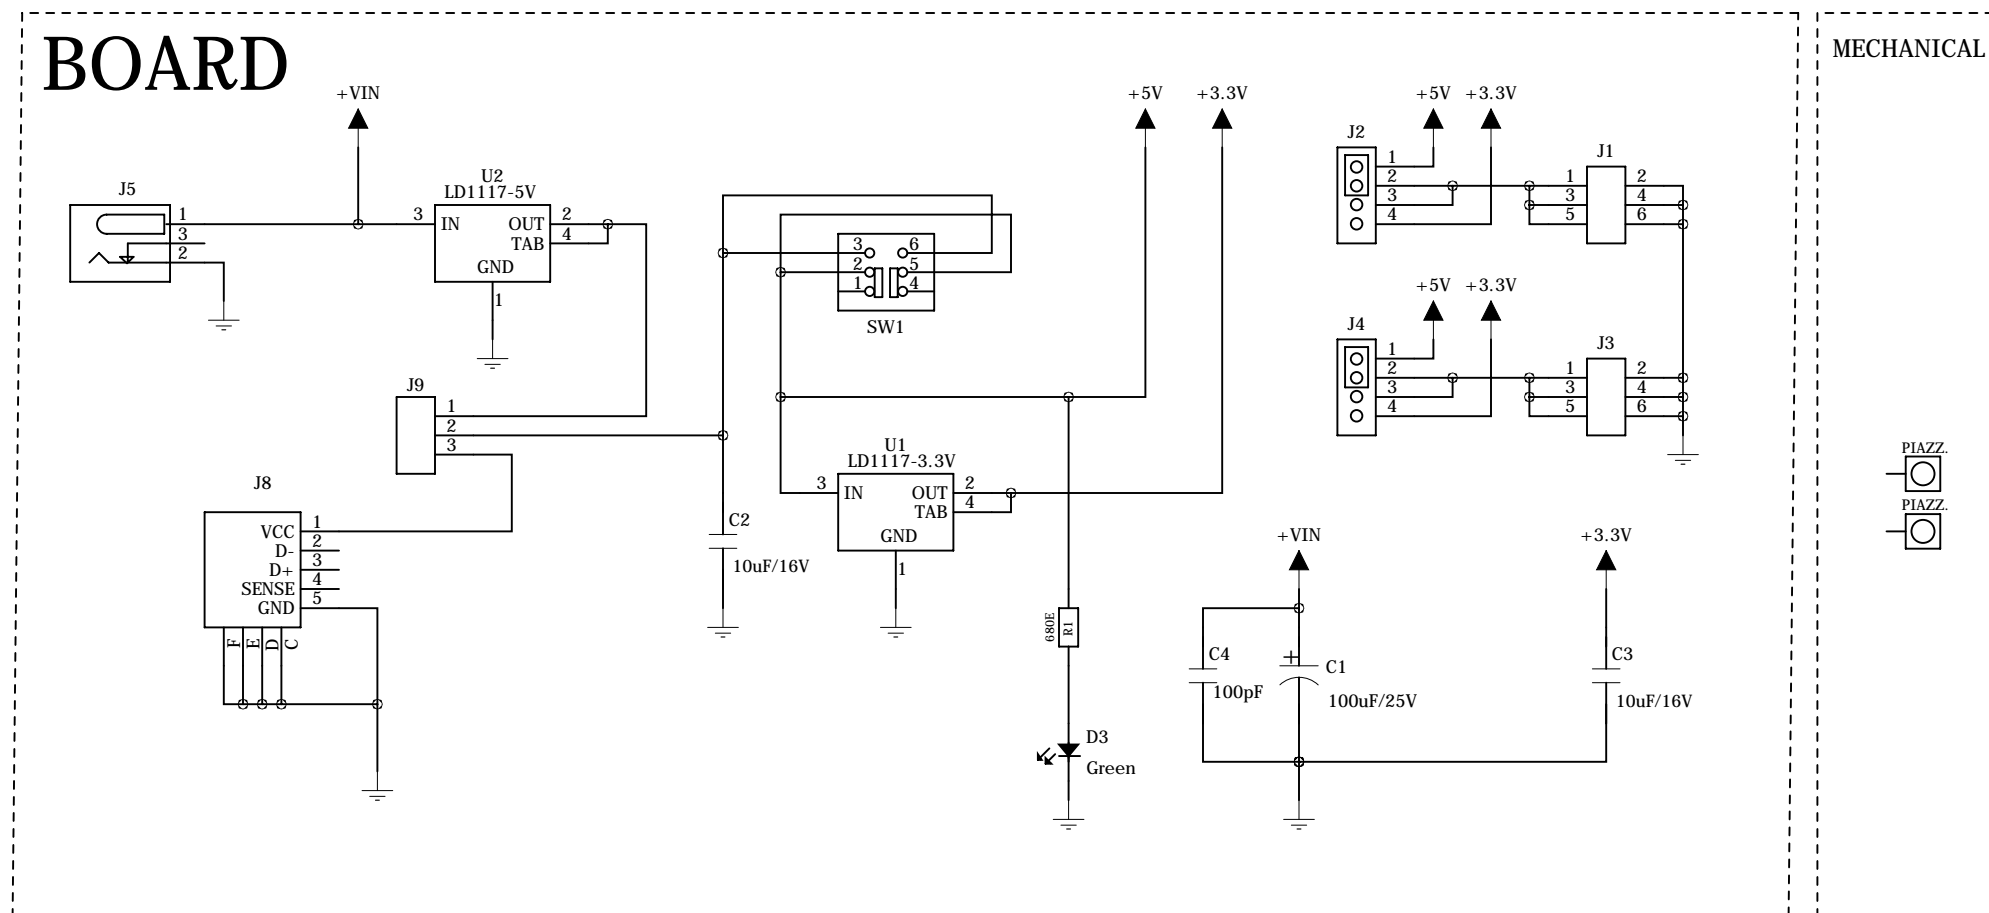 BOARD
MECHANICAL
+VIN
+5V
+3.3V
+5V
+3.3V
J5
1
3
2
U2
LD1117-5V
3
IN
OUT
2
TAB
4
GND
1
3
6
2
5
1
4
SW1
J2
1
2
3
4
J1
1
2
3
4
5
6
+5V
+3.3V
J4
1
2
3
4
J3
1
2
3
4
5
6
J9
1
2
3
J8
VCC
1
D-
2
D+
3
SENSE
4
GND
5
F
E
D
C
C2
10uF/16V
U1
LD1117-3.3V
3
IN
OUT
2
TAB
4
GND
1
680E
R1
D3
Green
+VIN
C4
100pF
C1
100uF/25V
+3.3V
C3
10uF/16V
PIAZZ.
PIAZZ.